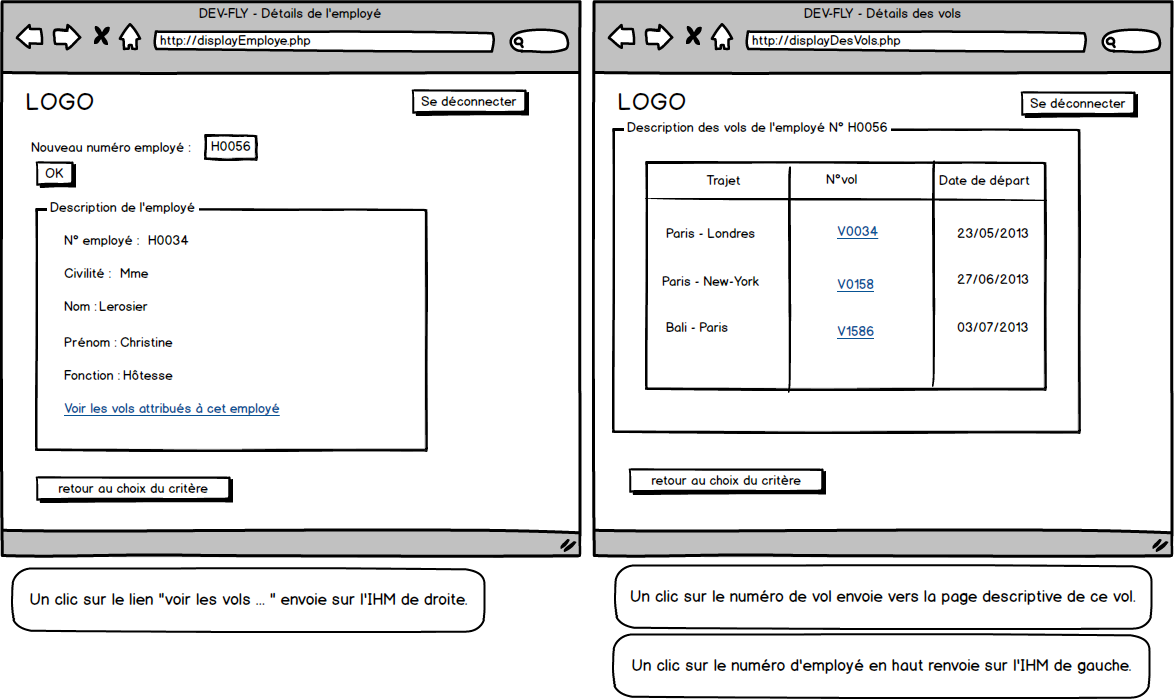 DEV-FLY - Détails de l'employé
http://displayEmploye.php
LOGO
Se déconnecter
Nouveau numéro employé :
H0056
OK
Description de l'employé
N° employé : H0034
Civilité : Mme
Nom : Lerosier
Prénom : Christine
Fonction : Hôtesse
Voir les vols attribués à cet employé
retour au choix du critère
Un clic sur le lien "voir les vols ... " envoie sur l'IHM de droite.
DEV-FLY - Détails des vols
http://displayDesVols.php
LOGO
Se déconnecter
Description des vols de l'employé N° H0056
Trajet N°vol Date de départ
Paris - Londres V0034 23/05/2013
Paris - New-York V0158 27/06/2013
Bali - Paris V1586 03/07/2013
retour au choix du critère
Un clic sur le numéro de vol envoie vers la page descriptive de ce vol.
Un clic sur le numéro d'employé en haut renvoie sur l'IHM de gauche.